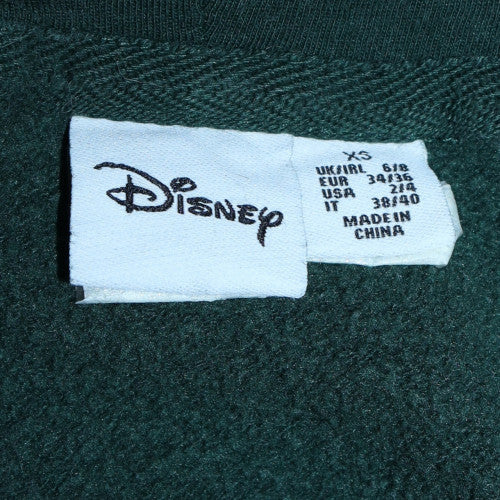 Disney
XS
UK/IRL 6/8
EUR 34/36
USA 2/4
IT 38/40
MADE IN
CHINA